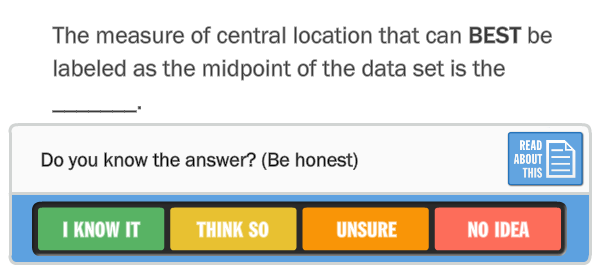 The measure of central location that can BEST be
labeled as the midpoint of the data set is the
_______.
Do you know the answer? (Be honest)
READ
ABOUT
THIS
I KNOW IT
THINK SO
UNSURE
NO IDEA